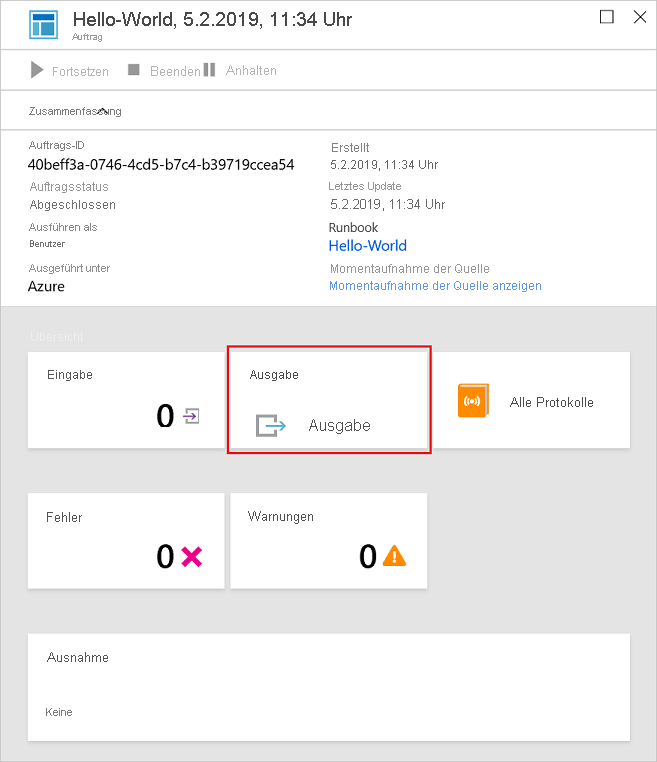 Hello-World, 5.2.2019, 11:34 Uhr
Auftrag
Fortsetzen Beenden Anhalten
Zusammenfassung
Auftrags-ID
40beff3a-0746-4cd5-b7c4-b39719ccea54
Erstellt
5.2.2019, 11:34 Uhr
Auftragsstatus
Abgeschlossen
Letztes Update
5.2.2019, 11:34 Uhr
Ausführen als
Benutzer
Runbook
Hello-World
Ausgeführt unter
Azure
Momentaufnahme der Quelle
Momentaufnahme der Quelle anzeigen
Übersicht
Eingabe
0
Ausgabe
Ausgabe
Alle Protokolle
Fehler
0
Warnungen
0
Ausnahme
Keine